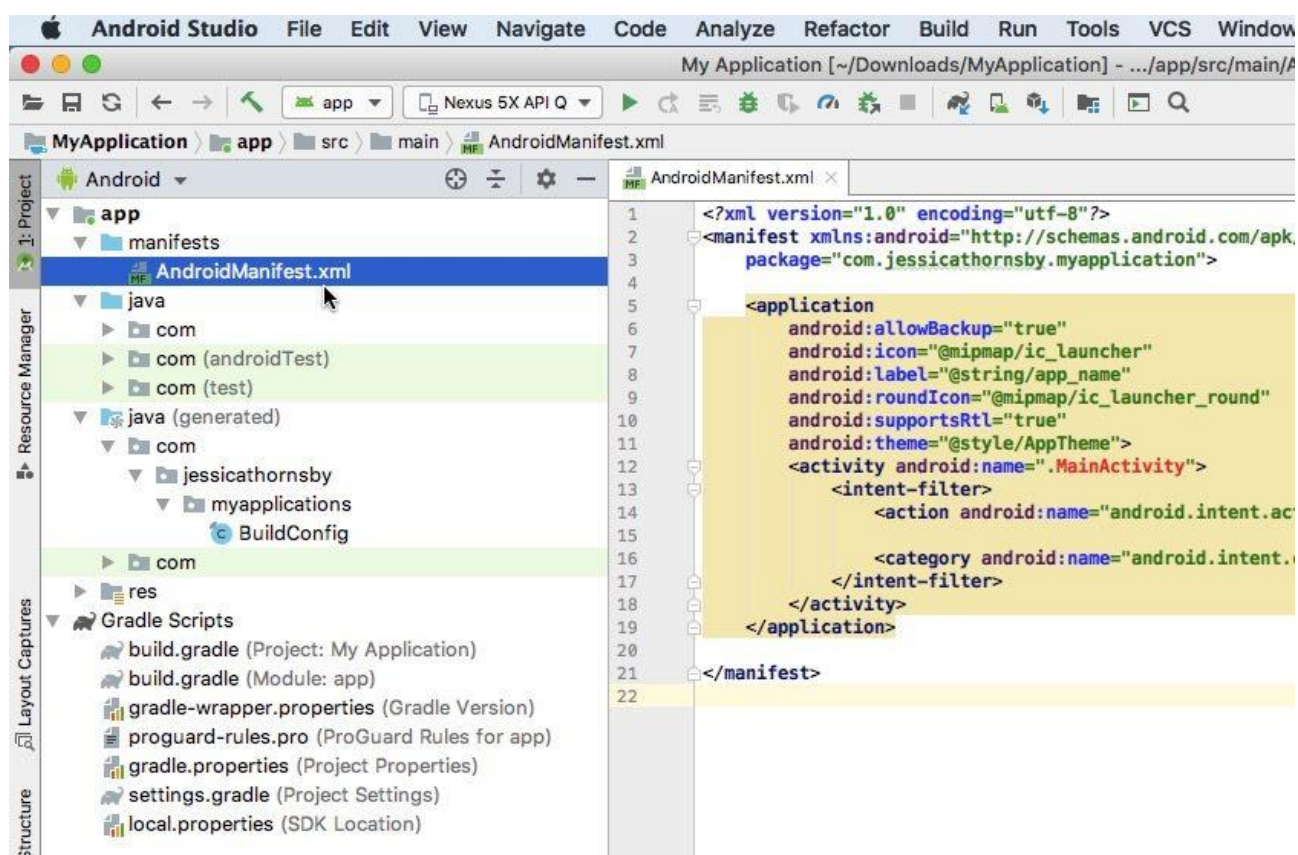 Android Studio File Edit View Navigate Code Analyze Refactor Build Run Tools VCS Window
My Application [~/Downloads/MyApplication] - .../app/src/main/A
app Nexus 5X API Q
MyApplication app src main AndroidManifest.xml
1: Project
Resource Manager
Layout Captures
Structure
Android
app
manifests
AndroidManifest.xml
java
com
com (androidTest)
com (test)
java (generated)
com
jessicathornsby
myapplications
BuildConfig
com
res
Gradle Scripts
build.gradle (Project: My Application)
build.gradle (Module: app)
gradle-wrapper.properties (Gradle Version)
proguard-rules.pro (ProGuard Rules for app)
gradle.properties (Project Properties)
settings.gradle (Project Settings)
local.properties (SDK Location)
AndroidManifest.xml
1 <?xml version="1.0" encoding="utf-8"?>
2 <manifest xmlns:android="http://schemas.android.com/apk/
3 package="com.jessicathornsby.myapplication">
4
5 <application
6 android:allowBackup="true"
7 android:icon="@mipmap/ic_launcher"
8 android:label="@string/app_name"
9 android:roundIcon="@mipmap/ic_launcher_round"
10 android:supportsRtl="true"
11 android:theme="@style/AppTheme">
12 <activity android:name=".MainActivity">
13 <intent-filter>
14 <action android:name="android.intent.act
15
16 <category android:name="android.intent.
17 </intent-filter>
18 </activity>
19 </application>
20
21 </manifest>
22